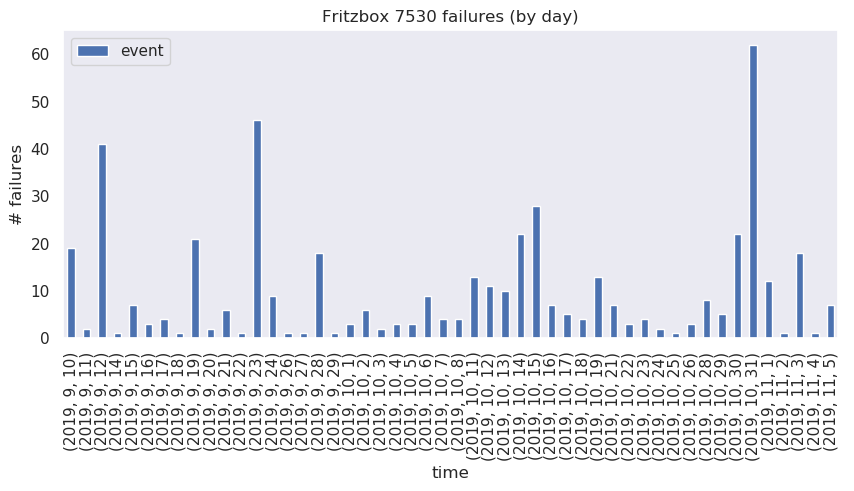 Fritzbox 7530 failures (by day)
event
# failures
60
50
40
30
20
10
0
(2019, 9, 10)
(2019, 9, 11)
(2019, 9, 12)
(2019, 9, 14)
(2019, 9, 15)
(2019, 9, 16)
(2019, 9, 17)
(2019, 9, 18)
(2019, 9, 19)
(2019, 9, 20)
(2019, 9, 21)
(2019, 9, 22)
(2019, 9, 23)
(2019, 9, 24)
(2019, 9, 26)
(2019, 9, 27)
(2019, 9, 28)
(2019, 9, 29)
(2019, 10, 1)
(2019, 10, 2)
(2019, 10, 3)
(2019, 10, 4)
(2019, 10, 5)
(2019, 10, 6)
(2019, 10, 7)
(2019, 10, 8)
(2019, 10, 11)
(2019, 10, 12)
(2019, 10, 13)
(2019, 10, 14)
(2019, 10, 15)
(2019, 10, 16)
(2019, 10, 17)
(2019, 10, 18)
(2019, 10, 19)
(2019, 10, 21)
(2019, 10, 22)
(2019, 10, 23)
(2019, 10, 24)
(2019, 10, 25)
(2019, 10, 26)
(2019, 10, 28)
(2019, 10, 29)
(2019, 10, 30)
(2019, 10, 31)
(2019, 11, 1)
(2019, 11, 2)
(2019, 11, 3)
(2019, 11, 4)
(2019, 11, 5)
time